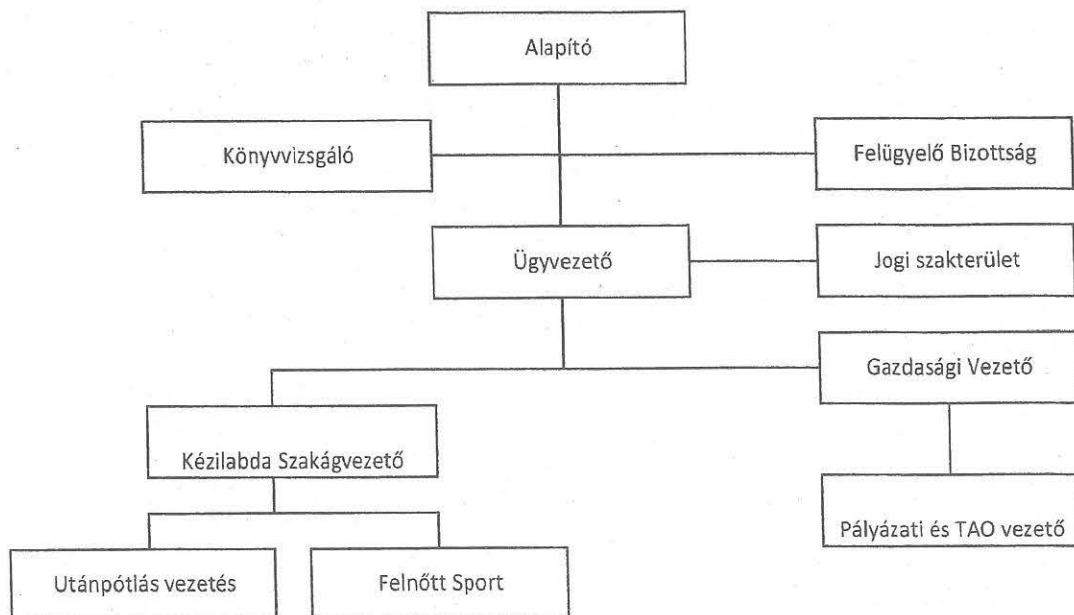 Alapító
Könyvvizsgáló
Felügyelő Bizottság
Ügyvezető
Jogi szakterület
Gazdasági Vezető
Kézilabda Szakágvezető
Pályázati és TAO vezető
Utánpótlás vezetés
Felnőtt Sport